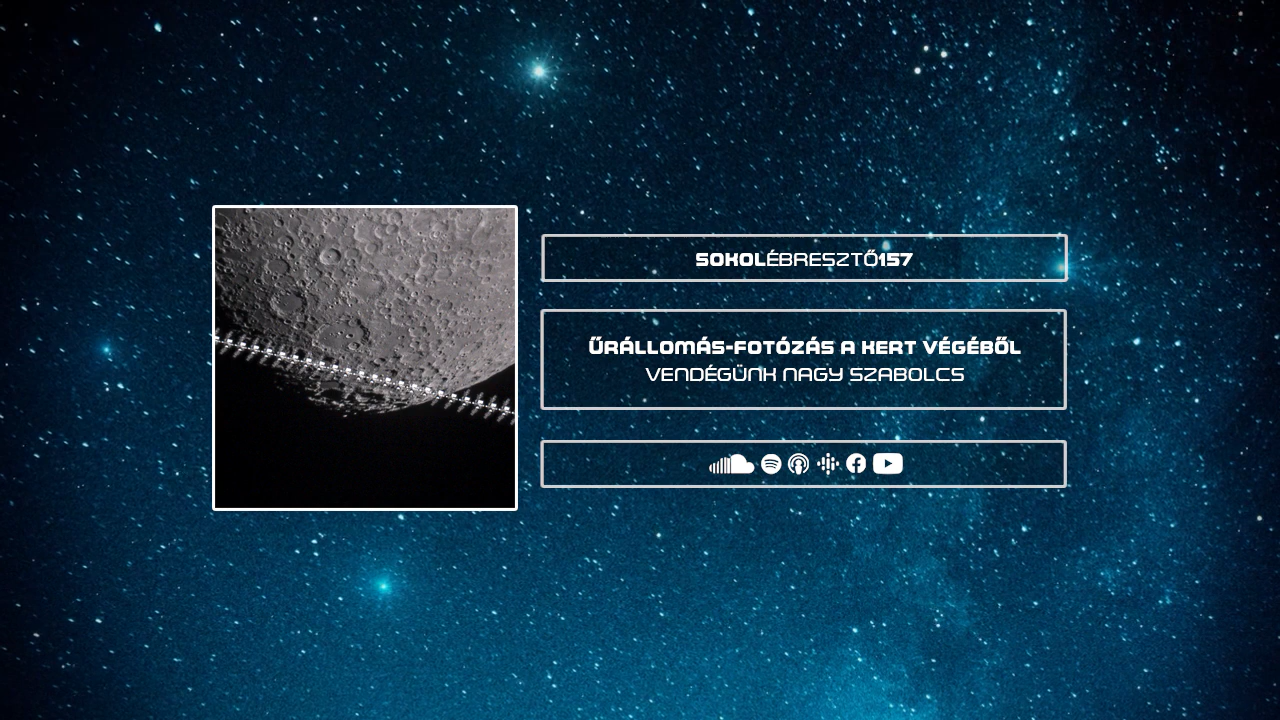 SOKOLÉBRESZTŐ157
ŰRÁLLOMÁS-FOTÓZÁS A KERT VÉGÉBŐL
VENDÉGÜNK NAGY SZABOLCS